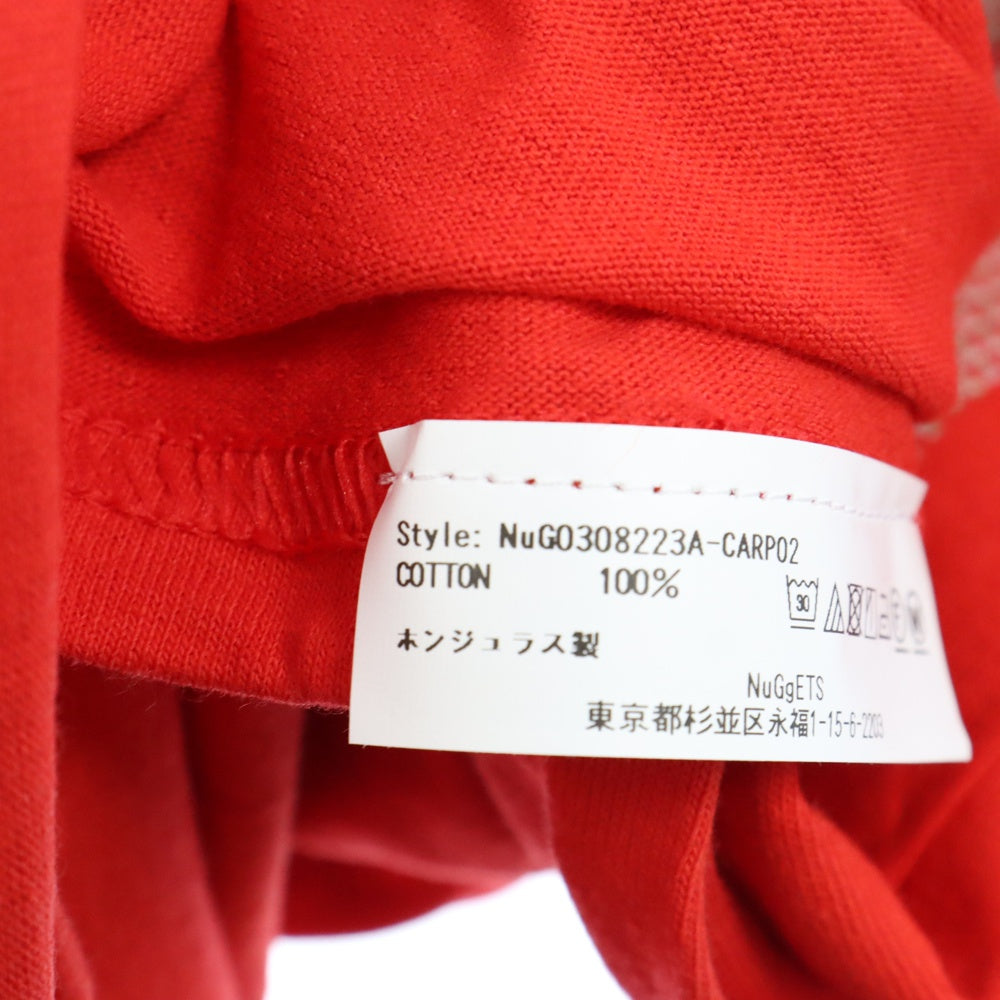 Style: NuG0308223A-CARP02
COTTON 100%
30
ホンジュラス製
NuGgETS
東京都杉並区永福1-15-6-2203